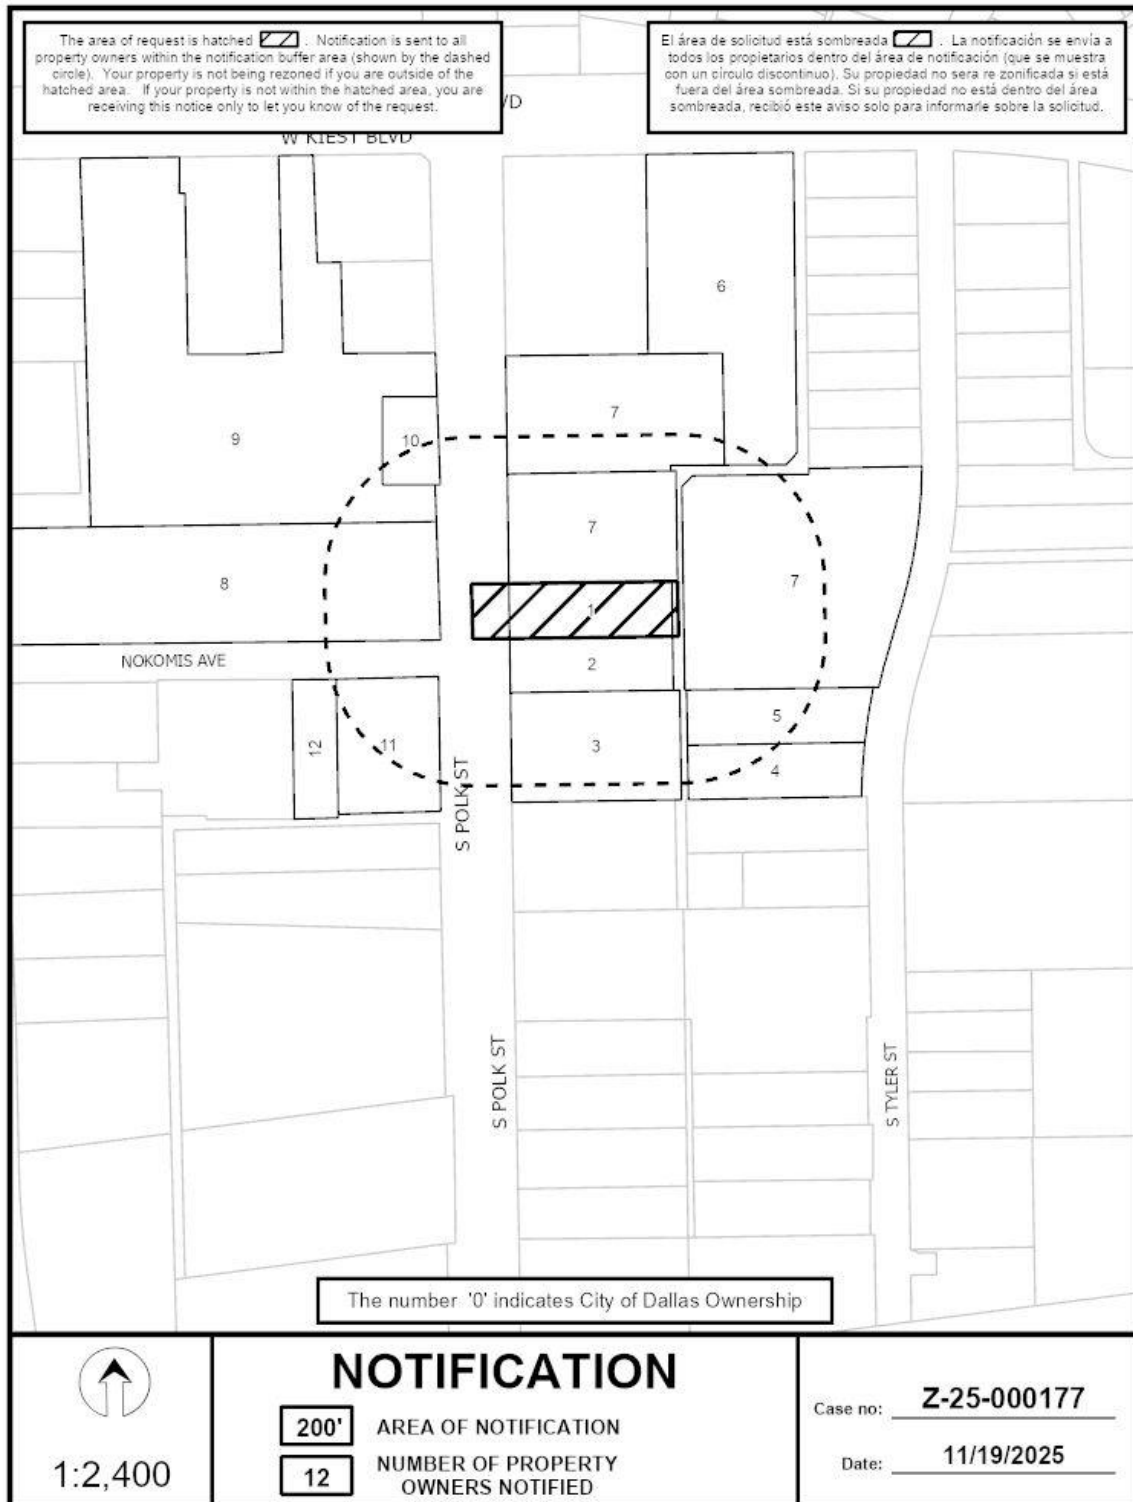 The area of request is hatched . Notification is sent to all
property owners within the notification buffer area (shown by the dashed
circle). Your property is not being rezoned if you are outside of the
hatched area. If your property is not within the hatched area, you are
receiving this notice only to let you know of the request.
El área de solicitud está sombreada . La notificación se envía a
todos los propietarios dentro del área de notificación (que se muestra
con un círculo discontinuo). Su propiedad no sera re zonificada si está
fuera del área sombreada. Si su propiedad no está dentro del área
sombreada, recibió este aviso solo para informarle sobre la solicitud.
VD
W KIEST BLVD
6
7
9
10
7
8
1
7
NOKOMIS AVE
2
5
12
11
3
4
S POLK ST
S POLK ST
S TYLER ST
The number '0' indicates City of Dallas Ownership
1:2,400
NOTIFICATION
200' AREA OF NOTIFICATION
12 NUMBER OF PROPERTY
OWNERS NOTIFIED
Case no: Z-25-000177
Date: 11/19/2025